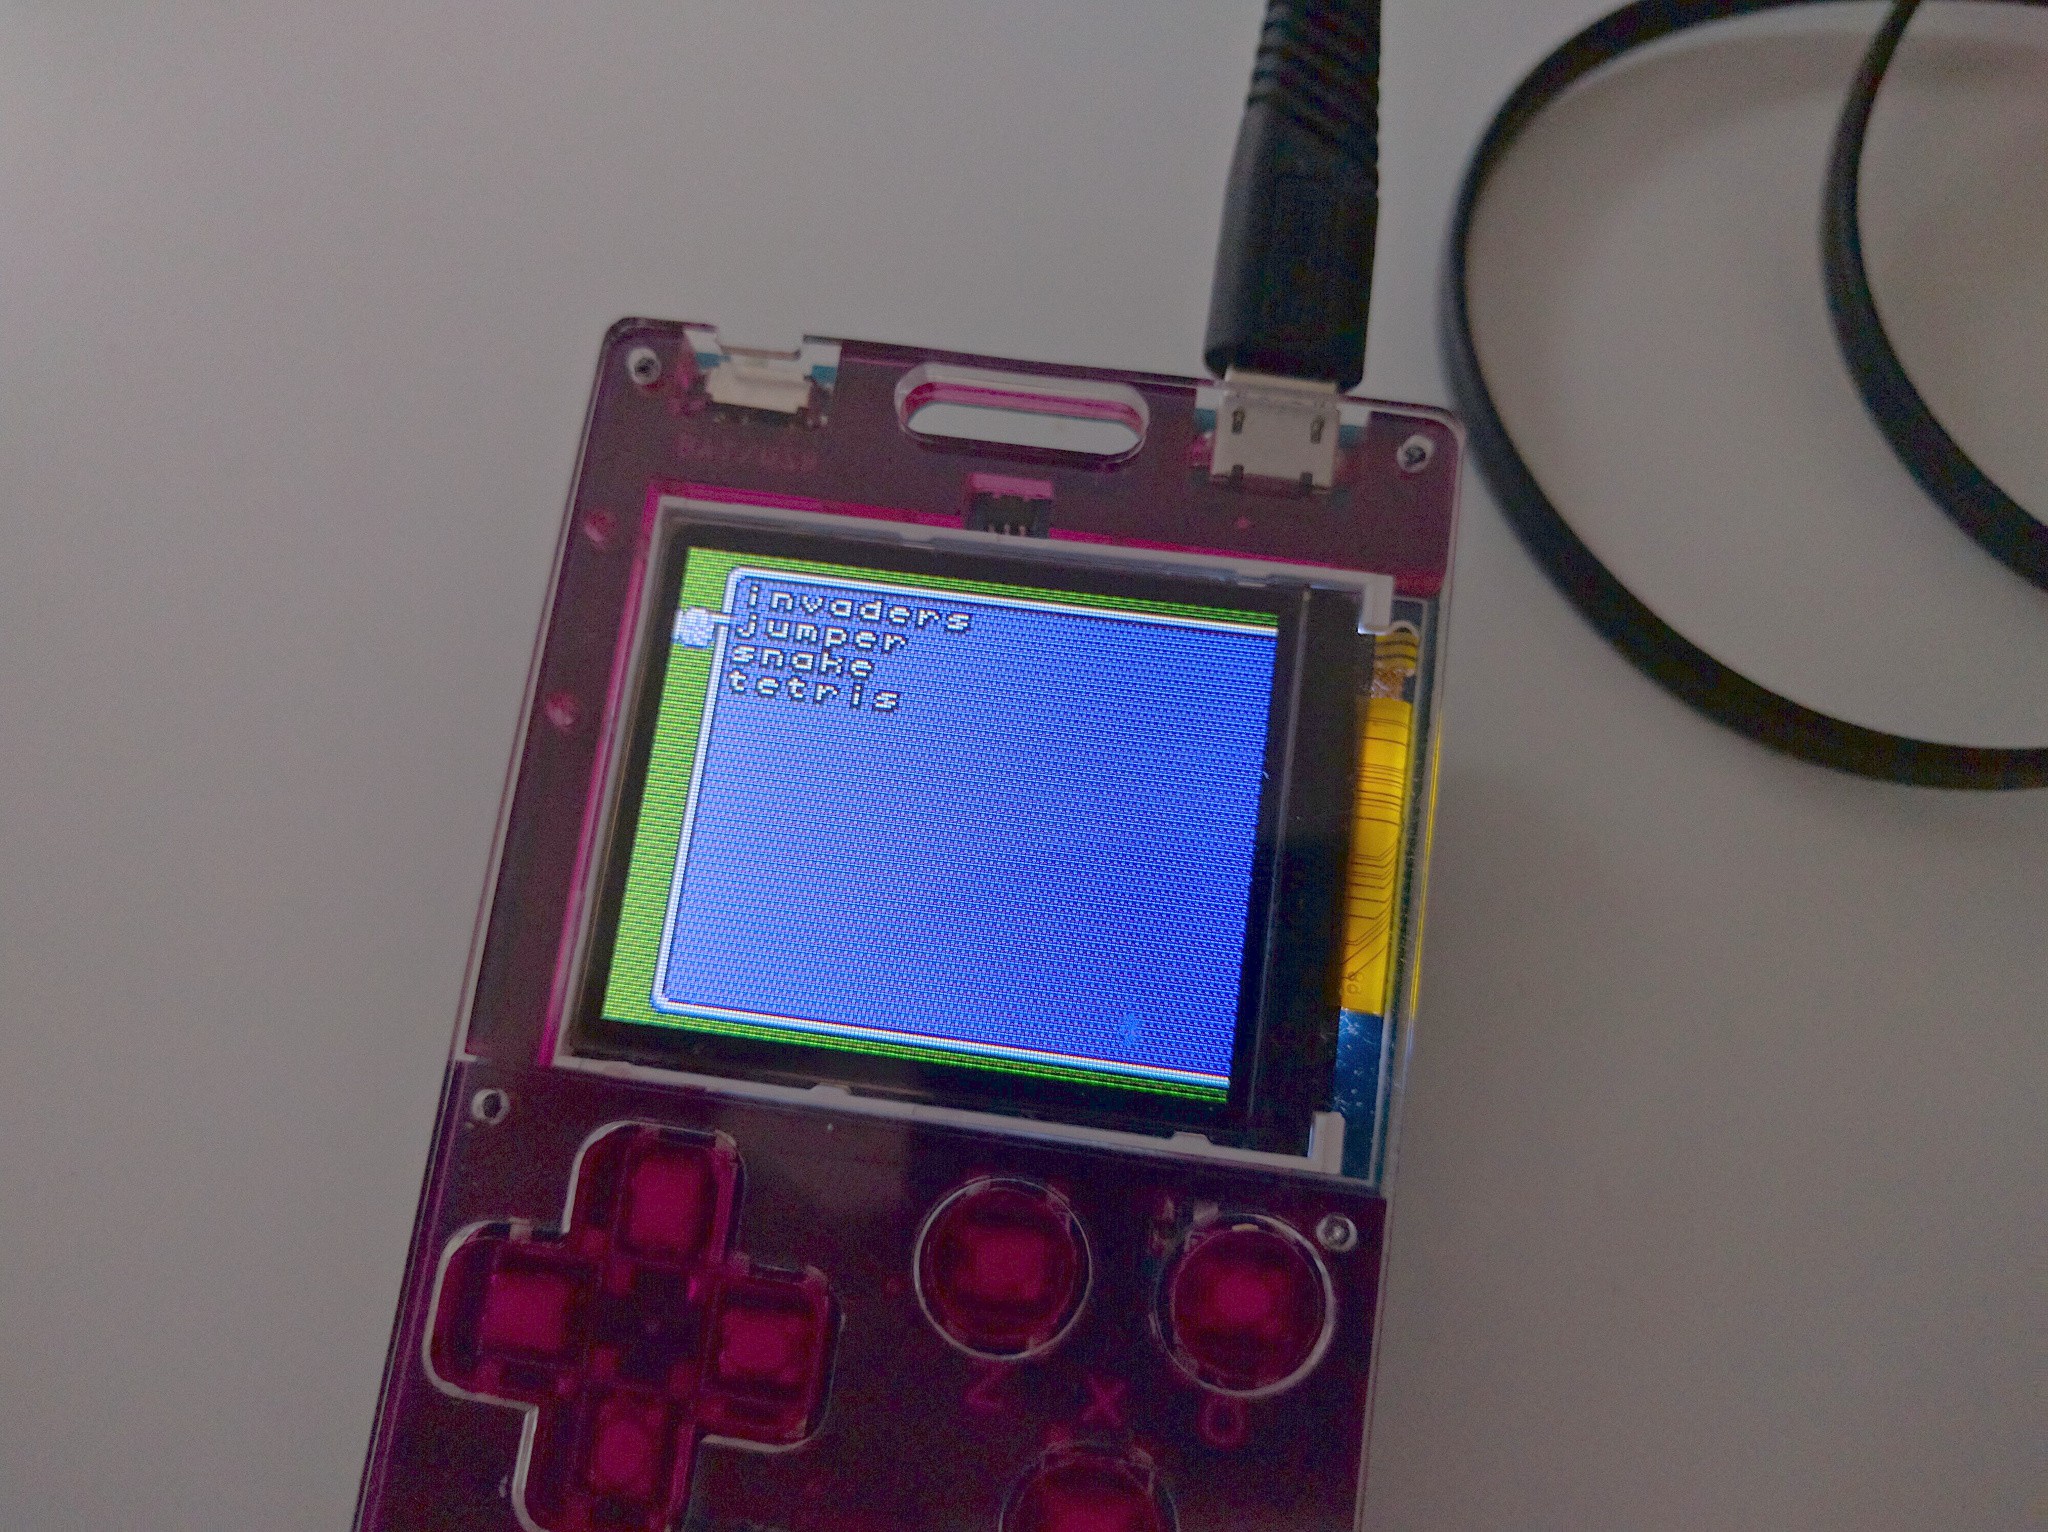 invaders
jumper
snake
tetris
Z X O